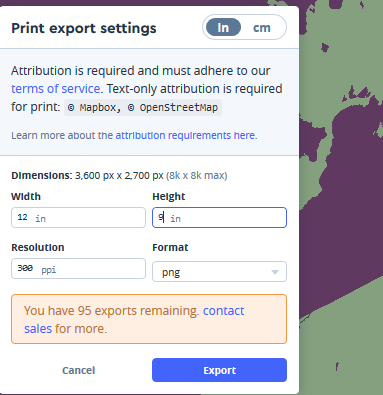 Print export settings
In cm
Attribution is required and must adhere to our
terms of service. Text-only attribution is required
for print: © Mapbox, © OpenStreetMap
Learn more about the attribution requirements here.
Dimensions: 3,600 px x 2,700 px (8k x 8k max)
Width Height
12 in 9 in
Resolution Format
300 ppi png
You have 95 exports remaining. contact
sales for more.
Cancel Export